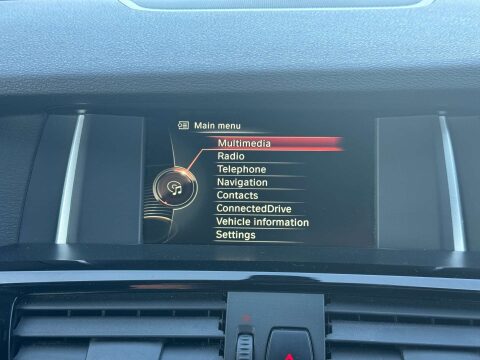 Main menu
Multimedia
Radio
Telephone
Navigation
Contacts
ConnectedDrive
Vehicle information
Settings